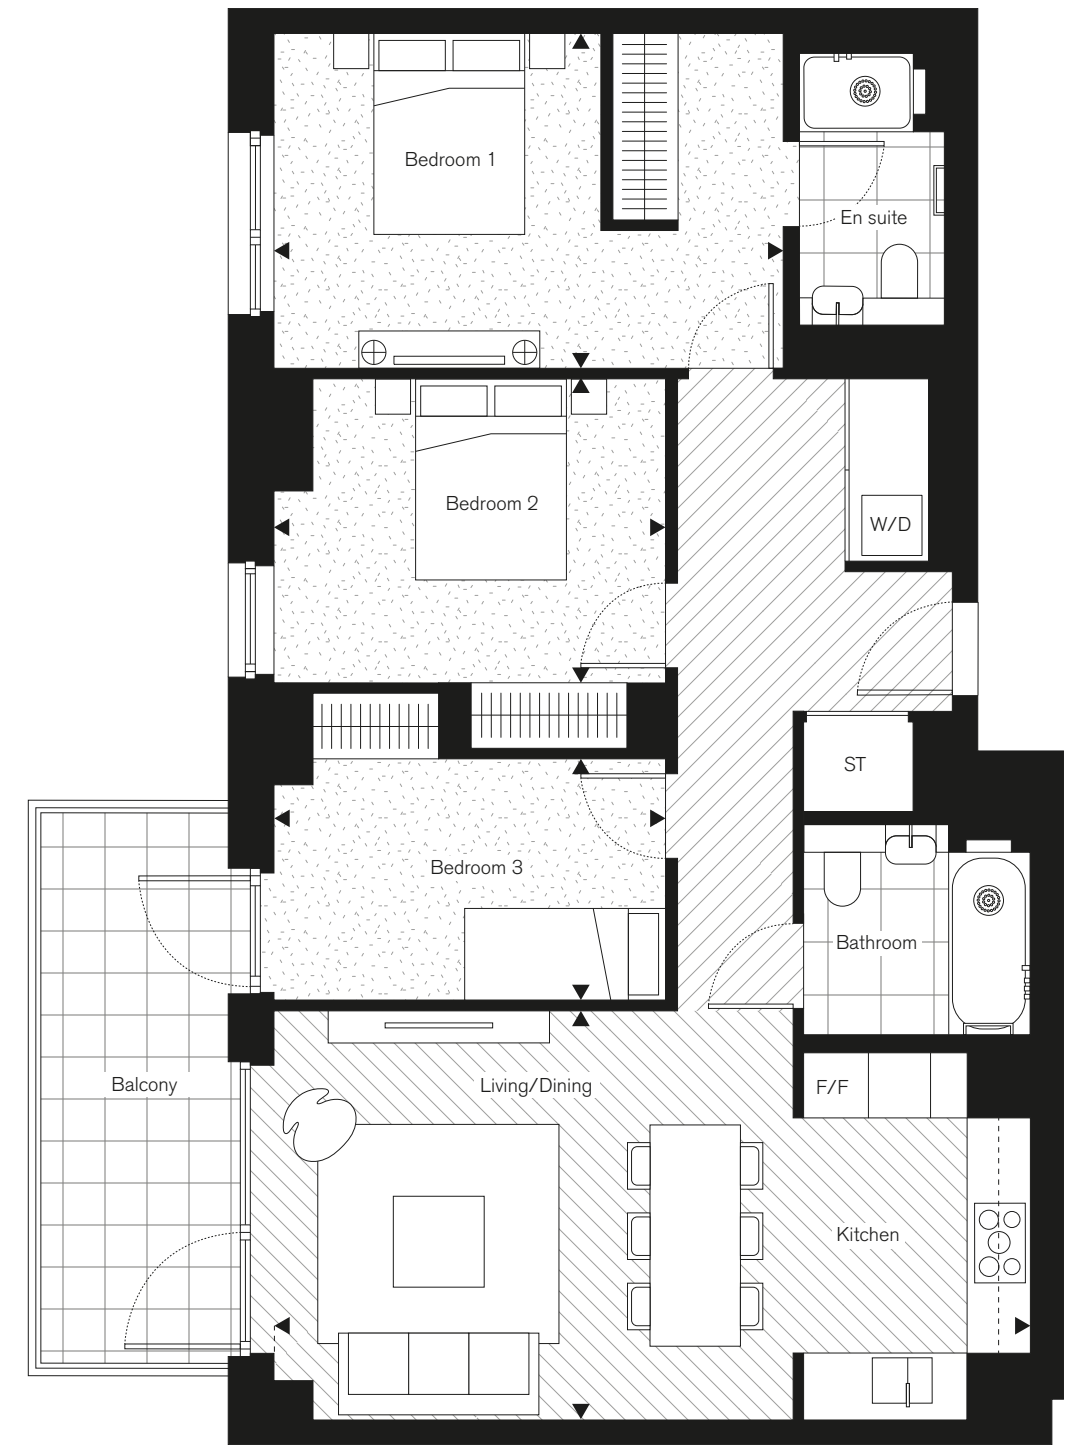 Bedroom 1
En suite
Bedroom 2
W/D
ST
Bedroom 3
Bathroom
Balcony
Living/Dining
F/F
Kitchen